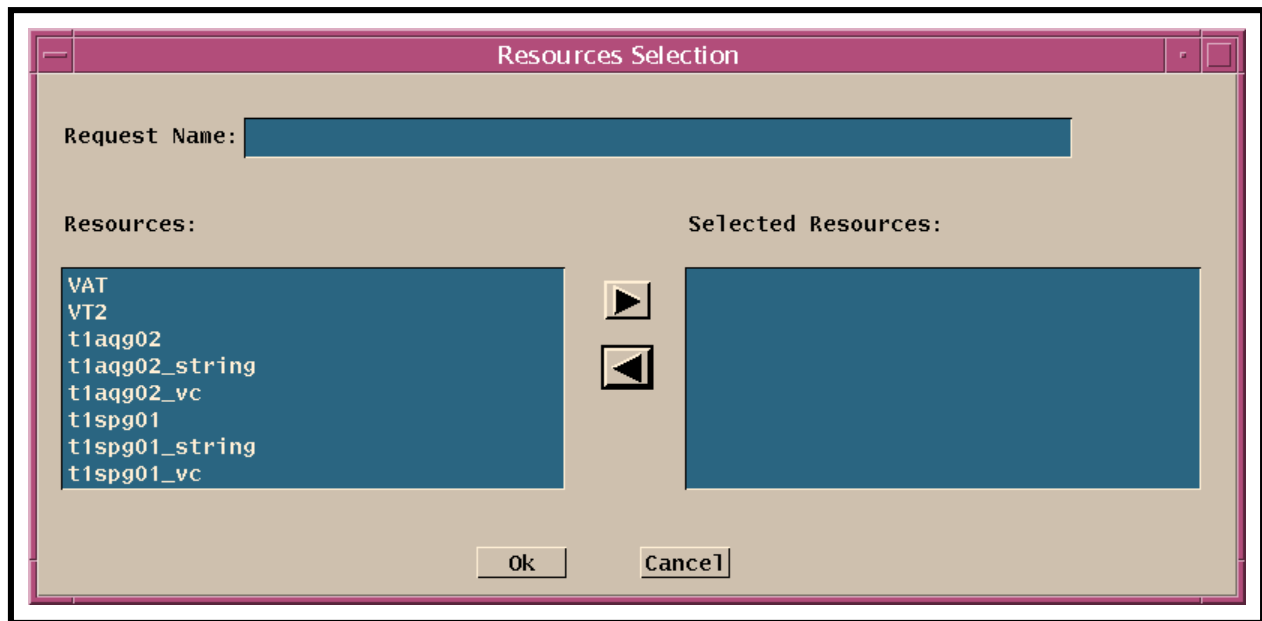 Resources Selection
Request Name:
Resources: Selected Resources:
VAT
VT2
t1aqg02
t1aqg02_string
t1aqg02_vc
t1spg01
t1spg01_string
t1spg01_vc
Ok Cancel